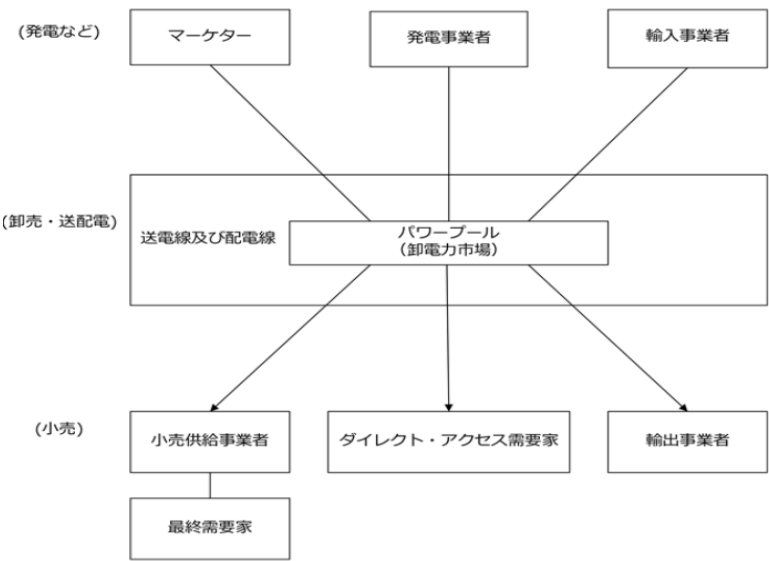 (発電など)
マーケター
発電事業者
輸入事業者
(卸売・送配電)
送電線及び配電線
パワープール
(卸電力市場)
(小売)
小売供給事業者
ダイレクト・アクセス需要家
輸出事業者
最終需要家